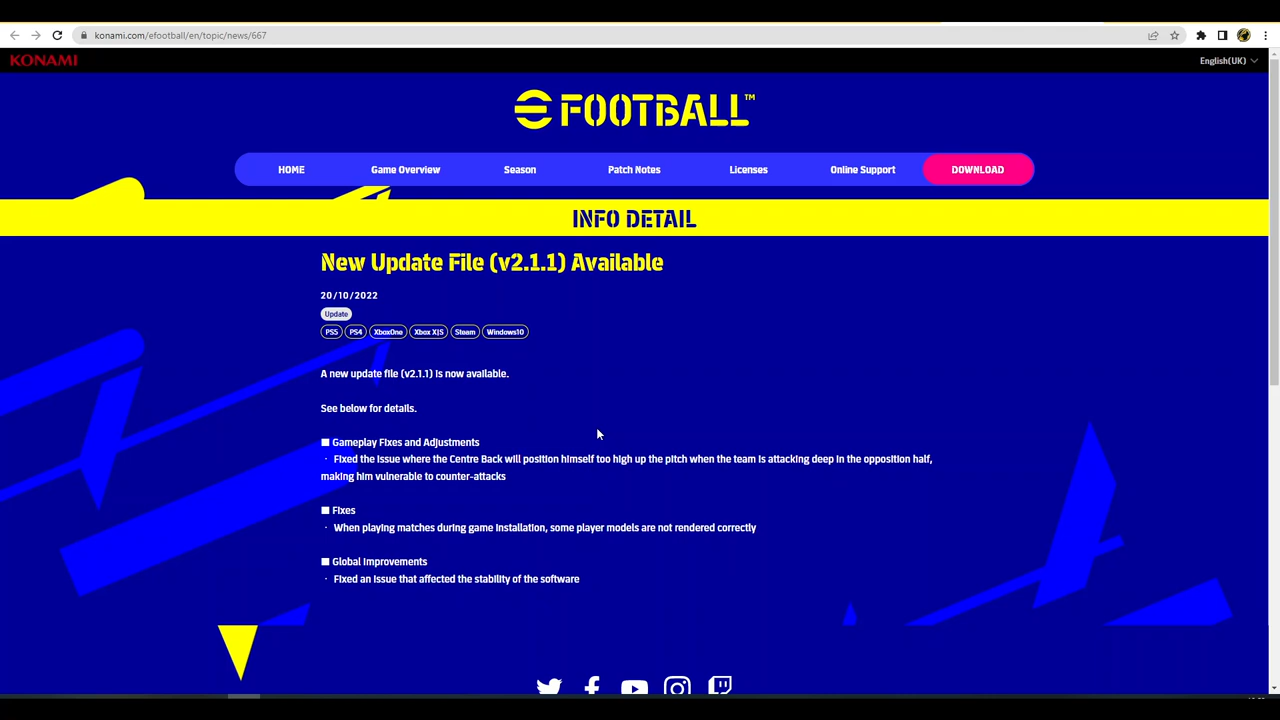 konami.com/efootball/en/topic/news/667
KONAMI
English(UK)
FOOTBALL™
HOME
Game Overview
Season
Patch Notes
Licenses
Online Support
DOWNLOAD
INFO DETAIL
New Update File (v2.1.1) Available
20/10/2022
Update
PS5 PS4 XboxOne Xbox X|S Steam Windows10
A new update file (v2.1.1) is now available.
See below for details.
■ Gameplay Fixes and Adjustments
・ Fixed the issue where the Centre Back will position himself too high up the pitch when the team is attacking deep in the opposition half,
making him vulnerable to counter-attacks
■ Fixes
・ When playing matches during game installation, some player models are not rendered correctly
■ Global Improvements
・ Fixed an issue that affected the stability of the software